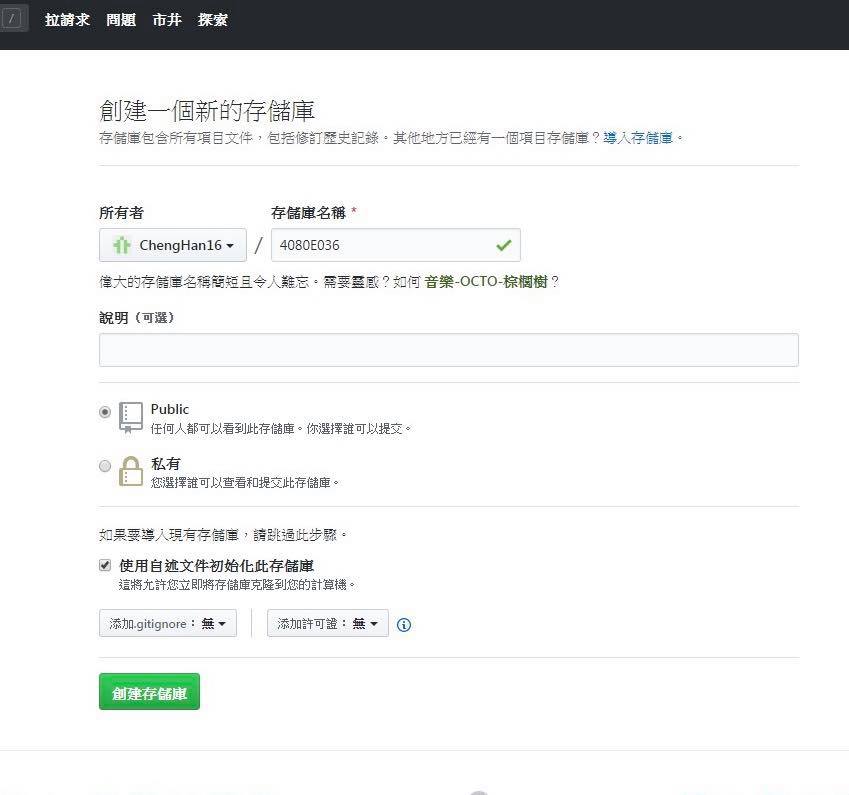 / 拉請求 問題 市井 探索
創建一個新的存儲庫
存儲庫包含所有項目文件，包括修訂歷史記錄。其他地方已經有一個項目存儲庫？導入存儲庫。
所有者 存儲庫名稱 *
ChengHan16 / 4080E036
偉大的存儲庫名稱簡短且令人難忘。需要靈感？如何 音樂-OCTO-棕櫚樹？
說明（可選）
Public
任何人都可以看到此存儲庫。你選擇誰可以提交。
私有
您選擇誰可以查看和提交此存儲庫。
如果要導入現有存儲庫，請跳過此步驟。
使用自述文件初始化此存儲庫
這將允許您立即將存儲庫克隆到您的計算機。
添加.gitignore：無 添加許可證：無
創建存儲庫